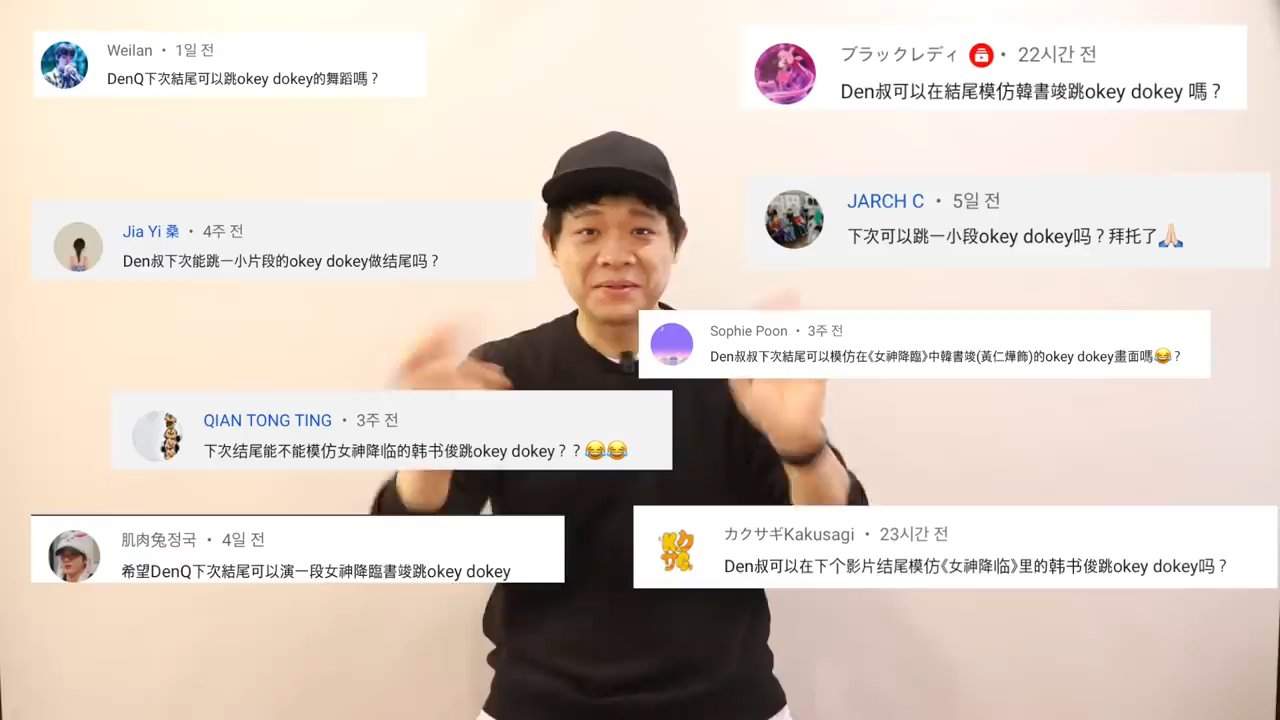 Weilan • 1일 전
DenQ下次結尾可以跳okey dokey的舞蹈嗎？
ブラックレディ • 22시간 전
Den叔可以在結尾模仿韓書竣跳okey dokey 嗎？
Jia Yi 桑 • 4주 전
Den叔下次能跳一小片段的okey dokey做结尾吗？
JARCH C • 5일 전
下次可以跳一小段okey dokey吗？拜托了🙏🏻
Sophie Poon • 3주 전
Den叔叔下次結尾可以模仿在《女神降臨》中韓書竣(黃仁燁飾)的okey dokey畫面嗎😂？
QIAN TONG TING • 3주 전
下次结尾能不能模仿女神降临的韩书俊跳okey dokey？？😂😂
肌肉兔정국 • 4일 전
希望DenQ下次結尾可以演一段女神降臨書竣跳okey dokey
カクサギKakusagi • 23시간 전
Den叔可以在下个影片结尾模仿《女神降临》里的韩书俊跳okey dokey吗？